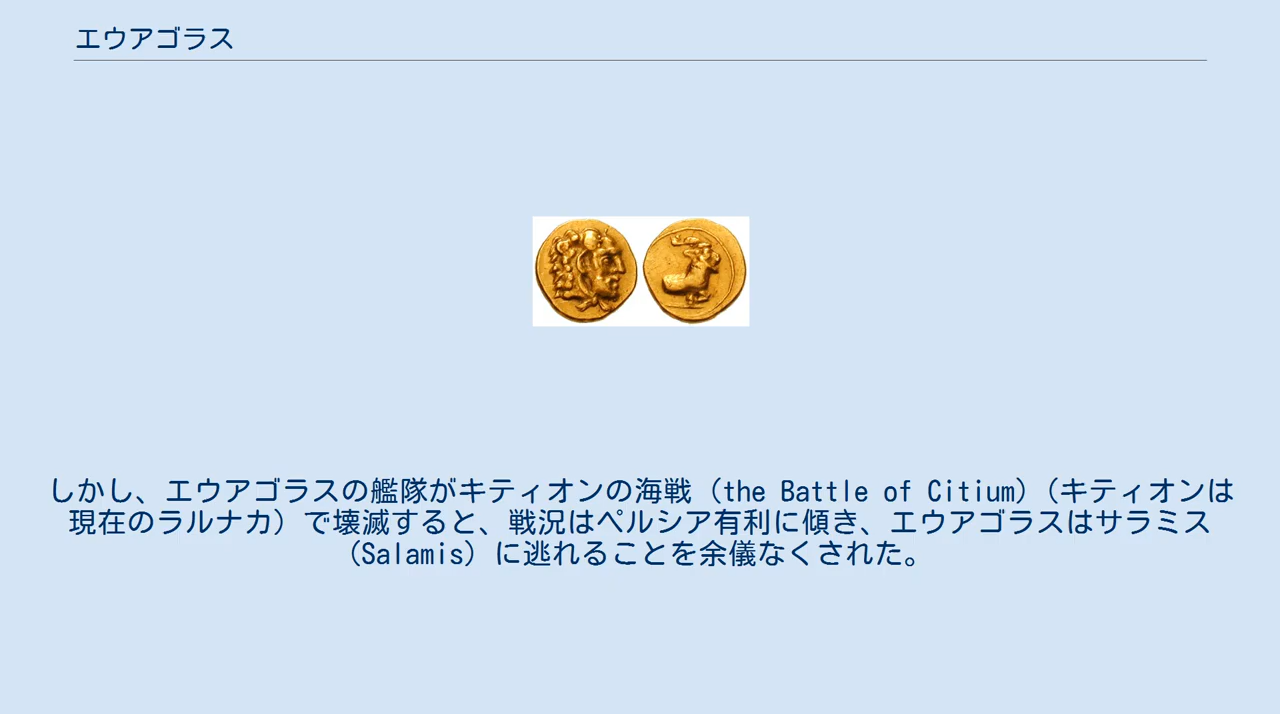 エウアゴラス
しかし、エウアゴラスの艦隊がキティオンの海戦（the Battle of Citium）（キティオンは
現在のラルナカ）で壊滅すると、戦況はペルシア有利に傾き、エウアゴラスはサラミス
（Salamis）に逃れることを余儀なくされた。